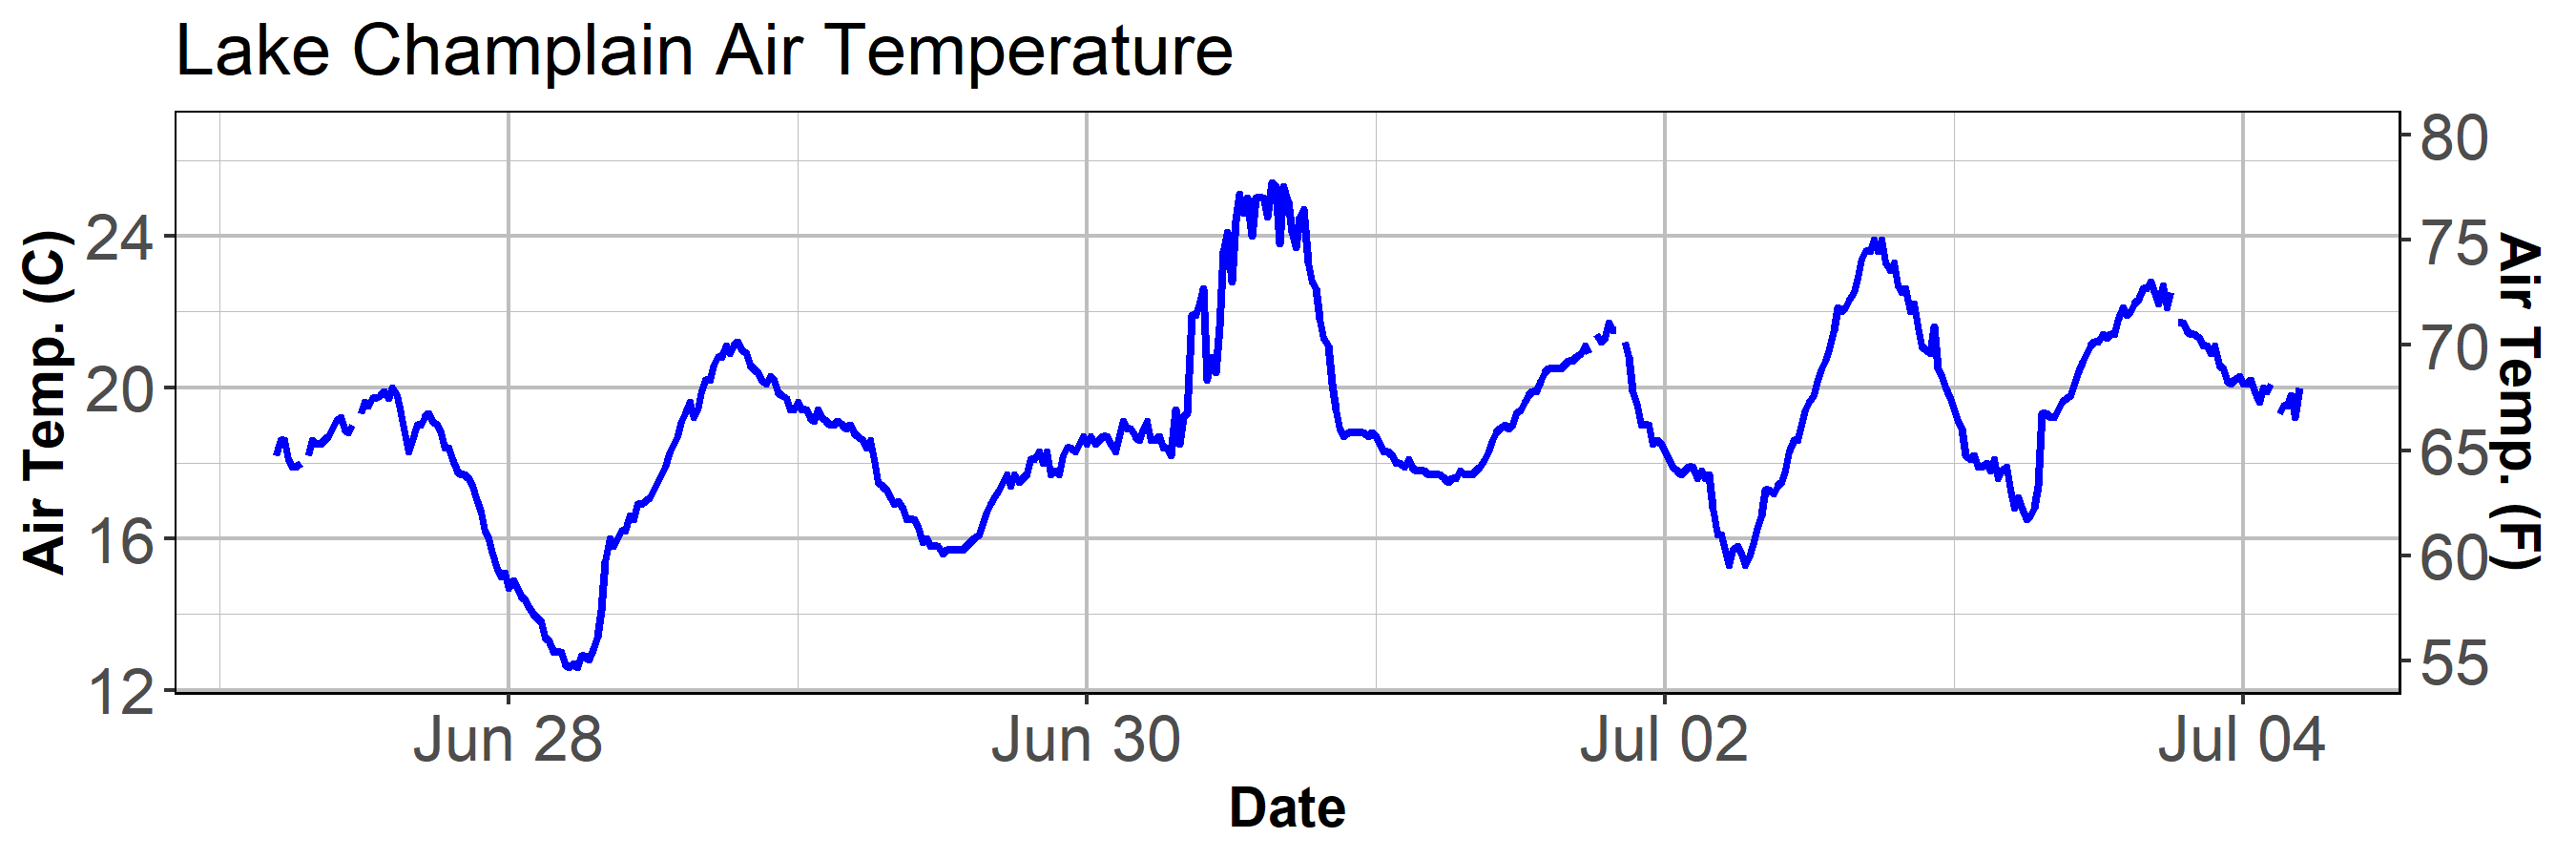 Lake Champlain Air Temperature
Air Temp. (C)
24
20
16
12
80
75
70
65
60
55
Air Temp. (F)
Jun 28
Jun 30
Jul 02
Jul 04
Date